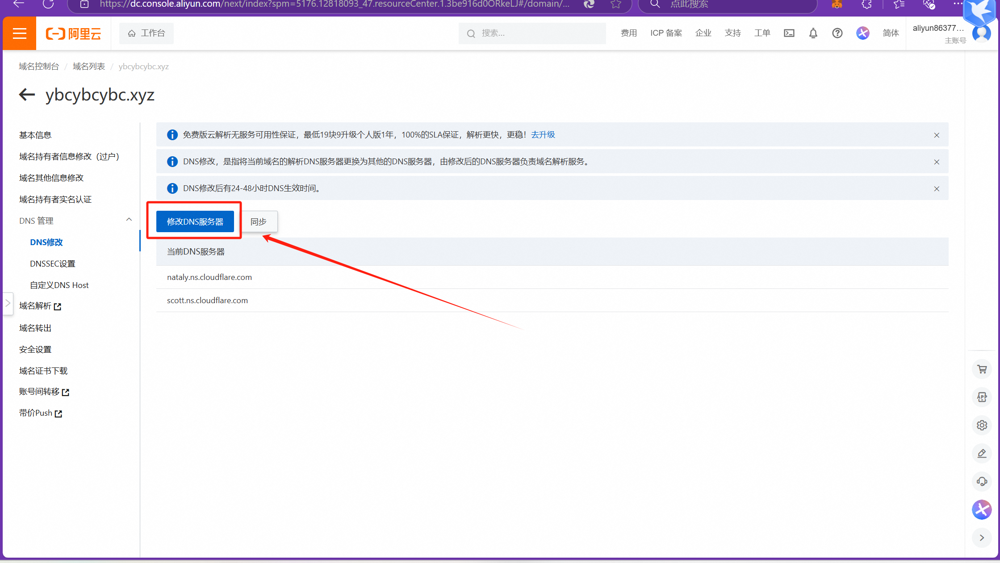 https://dc.console.aliyun.com/next/index?spm=5176.12818093_47.resourceCenter.1.3be916d0ORkeLJ#/domain/...
点此搜索
阿里云
工作台
搜索...
费用
ICP 备案
企业
支持
工单
简体
aliyun86377...
主账号
域名控制台 / 域名列表 / ybcybcybc.xyz
ybcybcybc.xyz
基本信息
域名持有者信息修改（过户）
域名其他信息修改
域名持有者实名认证
DNS 管理
DNS修改
DNSSEC设置
自定义DNS Host
域名解析
域名转出
安全设置
域名证书下载
账号间转移
带价Push
免费版云解析无服务可用性保证，最低19块9升级个人版1年，100%的SLA保证，解析更快，更稳！去升级
DNS修改，是指将当前域名的解析DNS服务器更换为其他的DNS服务器，由修改后的DNS服务器负责域名解析服务。
DNS修改后有24-48小时DNS生效时间。
修改DNS服务器
同步
当前DNS服务器
nataly.ns.cloudflare.com
scott.ns.cloudflare.com
APP